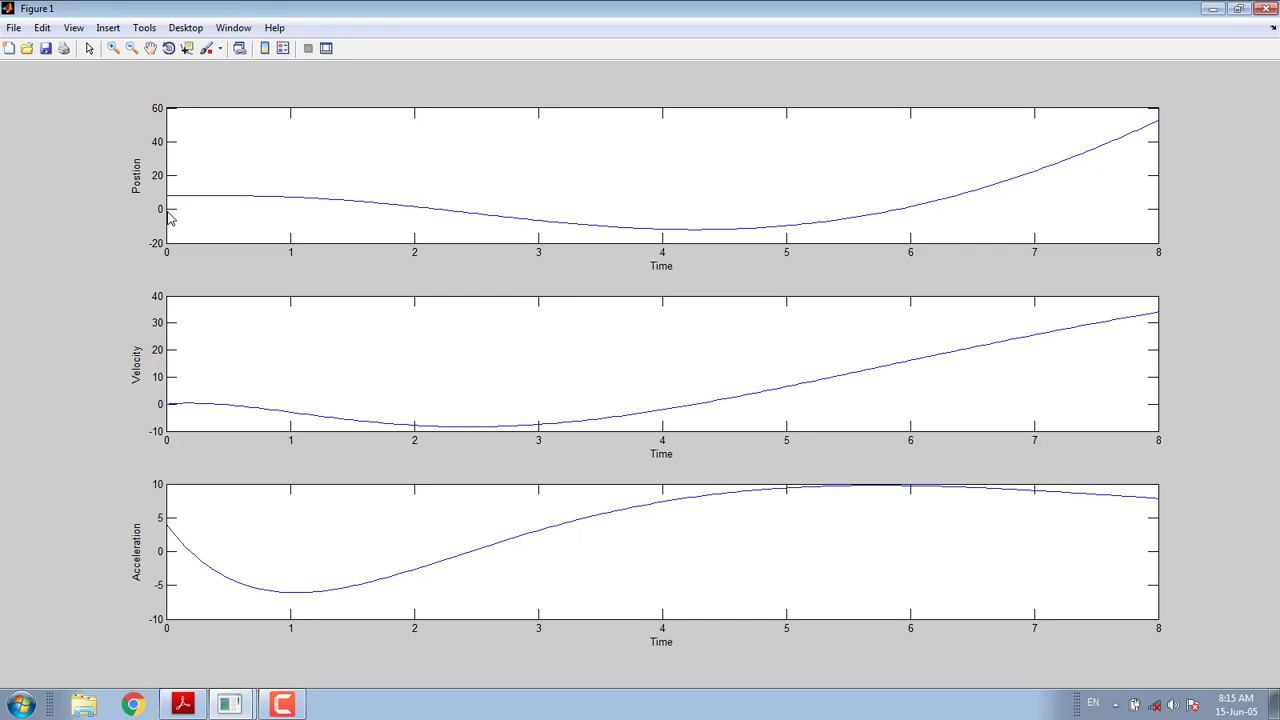 Figure 1
File Edit View Insert Tools Desktop Window Help
60
40
20
0
-20
Postion
0 1 2 3 4 5 6 7 8
Time
40
30
20
10
0
-10
Velocity
0 1 2 3 4 5 6 7 8
Time
10
5
0
-5
-10
Acceleration
0 1 2 3 4 5 6 7 8
Time
EN
8:15 AM
15-Jun-05